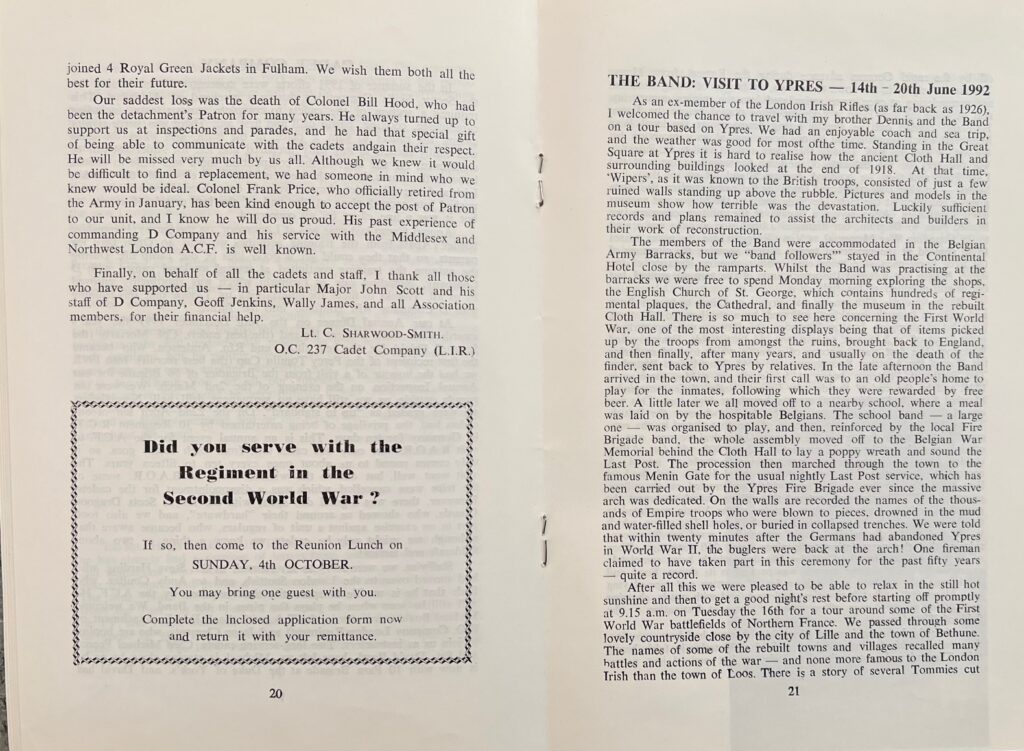 joined 4 Royal Green Jackets in Fulham. We wish them both all the
best for their future.
Our saddest loss was the death of Colonel Bill Hood, who had
been the detachment's Patron for many years. He always turned up to
support us at inspections and parades, and he had that special gift
of being able to communicate with the cadets andgain their respect.
He will be missed very much by us all. Although we knew it would
be difficult to find a replacement, we had someone in mind who we
knew would be ideal. Colonel Frank Price, who officially retired from
the Army in January, has been kind enough to accept the post of Patron
to our unit, and I know he will do us proud. His past experience of
commanding D Company and his service with the Middlesex and
Northwest London A.C.F. is well known.
Finally, on behalf of all the cadets and staff, I thank all those
who have supported us — in particular Major John Scott and his
staff of D Company, Geoff Jenkins, Wally James, and all Association
members, for their financial help.
Lt. C. SHARWOOD-SMITH.
O.C. 237 Cadet Company (L.I.R.)
Did you serve with the
Regiment in the
Second World War ?
If so, then come to the Reunion Lunch on
SUNDAY, 4th OCTOBER.
You may bring one guest with you.
Complete the lnclosed application form now
and return it with your remittance.
20
THE BAND: VISIT TO YPRES — 14th – 20th June 1992
As an ex-member of the London Irish Rifles (as far back as 1926),
I welcomed the chance to travel with my brother Dennis and the Band
on a tour based on Ypres. We had an enjoyable coach and sea trip,
and the weather was good for most ofthe time. Standing in the Great
Square at Ypres it is hard to realise how the ancient Cloth Hall and
surrounding buildings looked at the end of 1918. At that time,
'Wipers', as it was known to the British troops, consisted of just a few
ruined walls standing up above the rubble. Pictures and models in the
museum show how terrible was the devastation. Luckily sufficient
records and plans remained to assist the architects and builders in
their work of reconstruction.
The members of the Band were accommodated in the Belgian
Army Barracks, but we "band followers'" stayed in the Continental
Hotel close by the ramparts. Whilst the Band was practising at the
barracks we were free to spend Monday morning exploring the shops,
the English Church of St. George, which contains hundreds of regi-
mental plaques, the Cathedral, and finally the museum in the rebuilt
Cloth Hall. There is so much to see here concerning the First World
War, one of the most interesting displays being that of items picked
up by the troops from amongst the ruins, brought back to England,
and then finally, after many years, and usually on the death of the
finder, sent back to Ypres by relatives. In the late afternoon the Band
arrived in the town, and their first call was to an old people's home to
play for the inmates, following which they were rewarded by free
beer. A little later we all moved off to a nearby school, where a meal
was laid on by the hospitable Belgians. The school band — a large
one — was organised to play, and then, reinforced by the local Fire
Brigade band, the whole assembly moved off to the Belgian War
Memorial behind the Cloth Hall to lay a poppy wreath and sound the
Last Post. The procession then marched through the town to the
famous Menin Gate for the usual nightly Last Post service, which has
been carried out by the Ypres Fire Brigade ever since the massive
arch was dedicated. On the walls are recorded the names of the thous-
ands of Empire troops who were blown to pieces, drowned in the mud
and water-filled shell holes, or buried in collapsed trenches. We were told
that within twenty minutes after the Germans had abandoned Ypres
in World War II, the buglers were back at the arch! One fireman
claimed to have taken part in this ceremony for the past fifty years
— quite a record.
After all this we were pleased to be able to relax in the still hot
sunshine and then to get a good night's rest before starting off promptly
at 9.15 a.m. on Tuesday the 16th for a tour around some of the First
World War battlefields of Northern France. We passed through some
lovely countryside close by the city of Lille and the town of Bethune.
The names of some of the rebuilt towns and villages recalled many
battles and actions of the war — and none more famous to the London
Irish than the town of Loos. There is a story of several Tommies cut
21